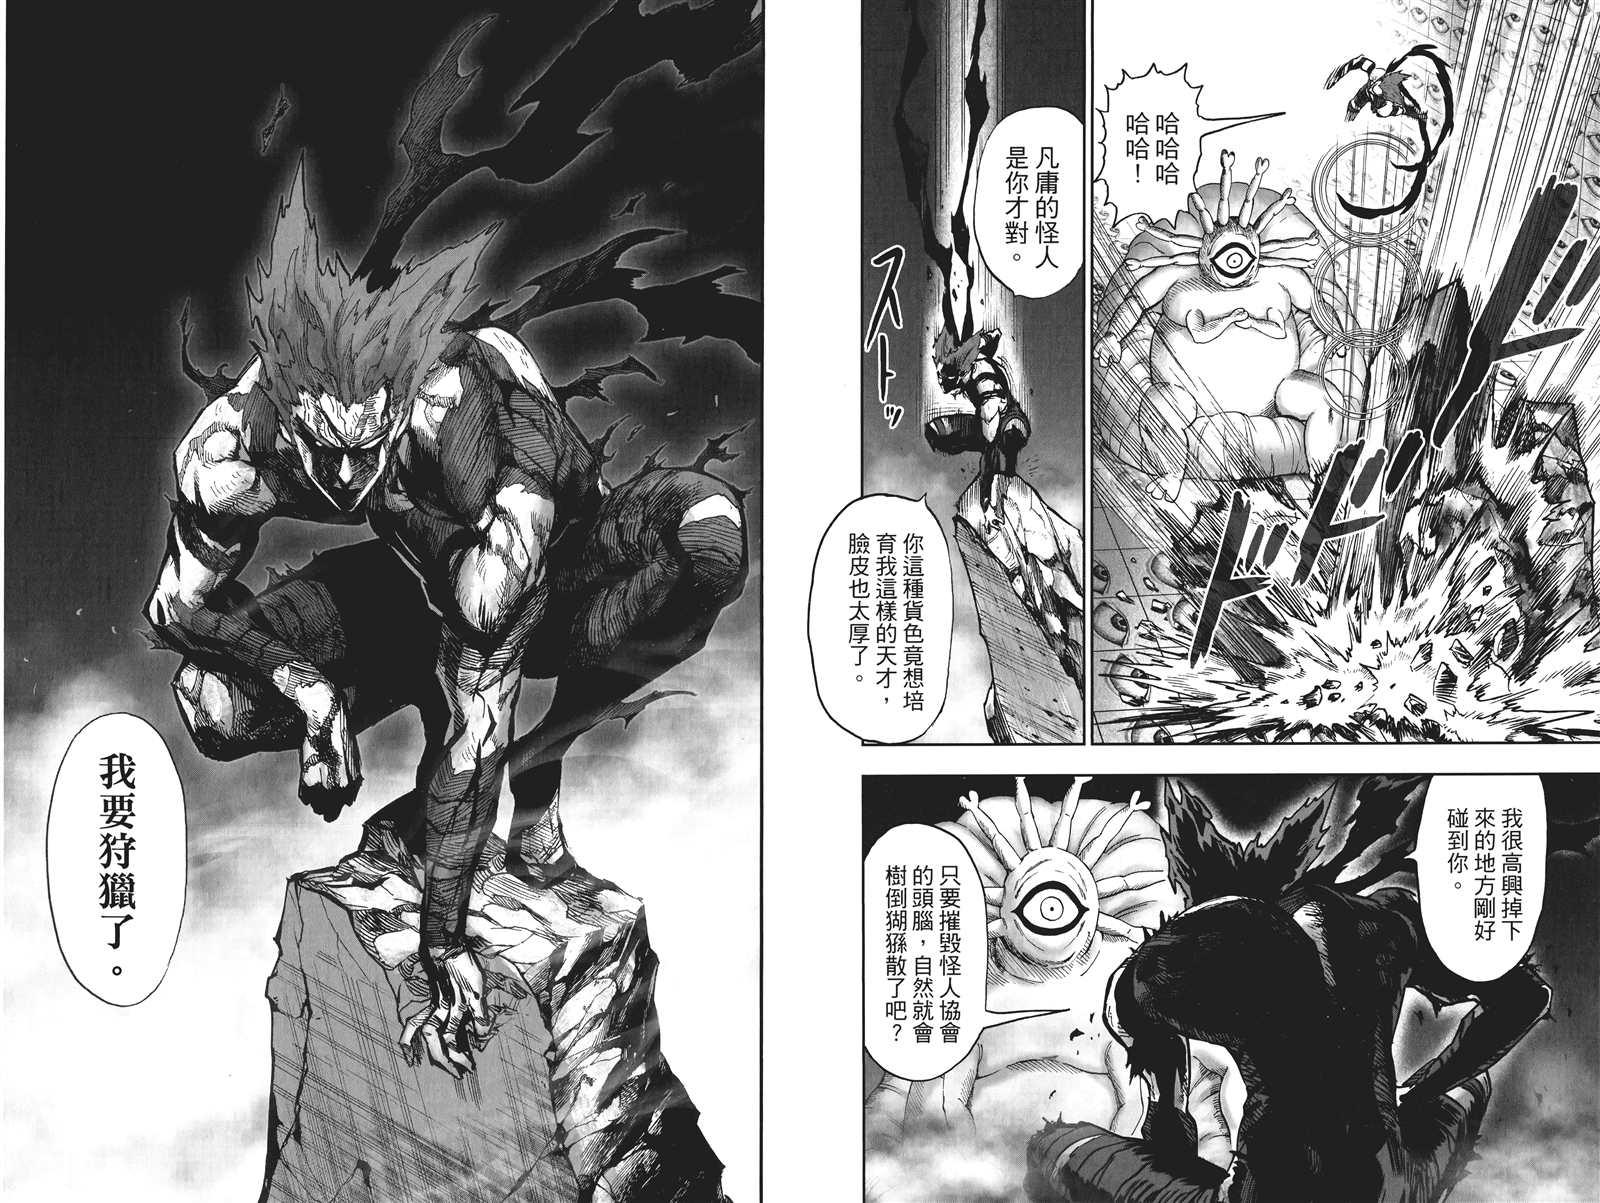 哈哈哈
哈哈！
ドドドド
凡庸的怪人
是你才對。
ストッ
你這種貨色竟想培
育我這樣的天才，
臉皮也太厚了。
我很高興掉下
來的地方剛好
碰到你。
只要摧毀怪人協會
的頭腦，自然就會
樹倒猢猻散了吧？
我要狩獵了。